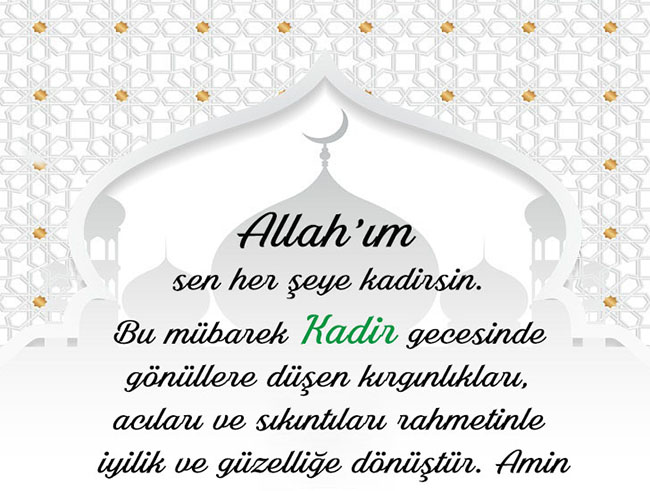 Allah'ım
sen her şeye kadirsin.
Bu mübarek Kadir gecesinde
gönüllere düşen kırgınlıkları,
acıları ve sıkıntıları rahmetinle
iyilik ve güzelliğe dönüştür. Amin